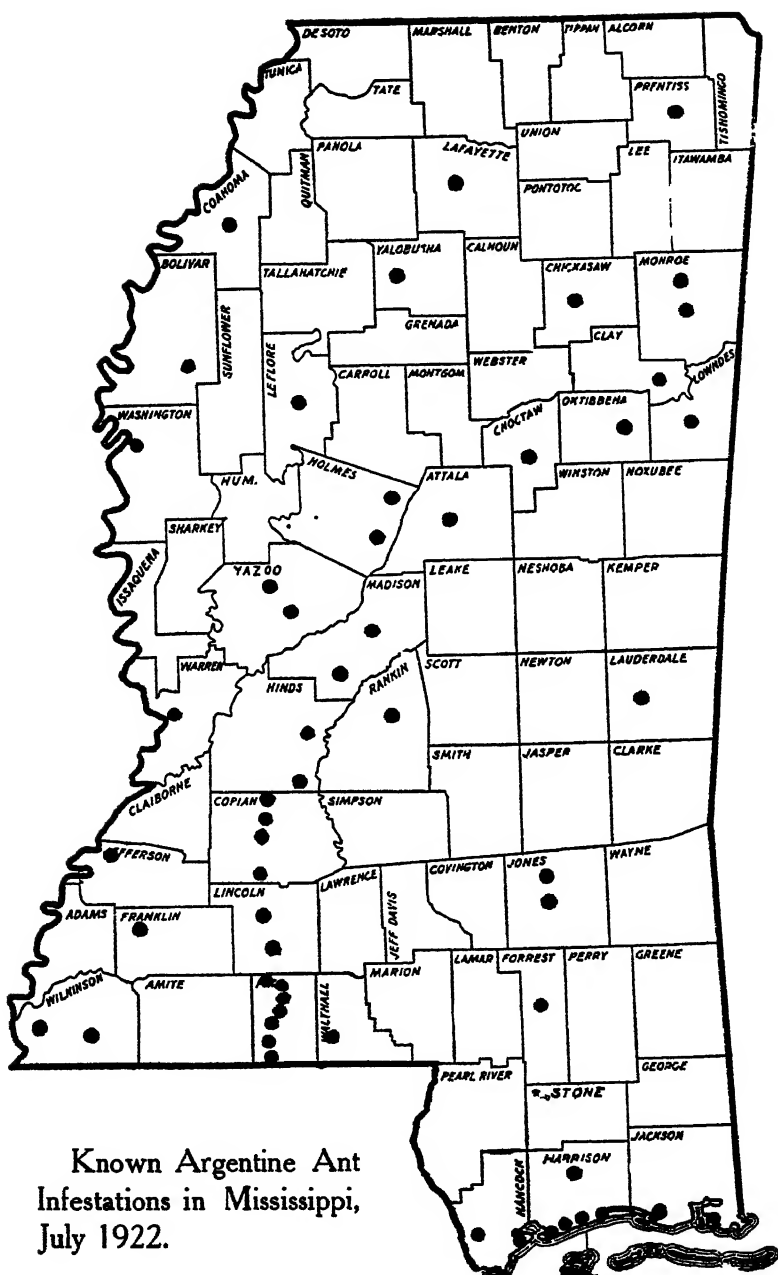 DE SOTO MARSHALL BENTON TIPPAH ALCORN
TUNICA TATE PRENTISS TISHOMINGO
PANOLA LAFAYETTE UNION LEE ITAWAMBA
COAHOMA QUITMAN PONTOTOC
BOLIVAR TALLAHATCHIE YALOBUSHA CALHOUN CHICKASAW MONROE
SUNFLOWER LEFLORE GRENADA CLAY
CARROLL MONTGOM WEBSTER LOWNDES
WASHINGTON CHOCTAW OKTIBBEHA
HUM. HOLMES ATTALA WINSTON NOXUBEE
SHARKEY
ISSAQUENA YAZOO MADISON LEAKE NESHOBA KEMPER
WARREN HINDS RANKIN SCOTT NEWTON LAUDERDALE
SMITH JASPER CLARKE
CLAIBORNE COPIAH SIMPSON
EFFERSON COVINGTON JONES WAYNE
LINCOLN LAWRENCE
ADAMS FRANKLIN JEFF DAVIS
WILKINSON AMITE WALTHALL MARION LAMAR FORREST PERRY GREENE
PEARL RIVER GEORGE
STONE
HANCOCK HARRISON JACKSON
Known Argentine Ant
Infestations in Mississippi,
July 1922.